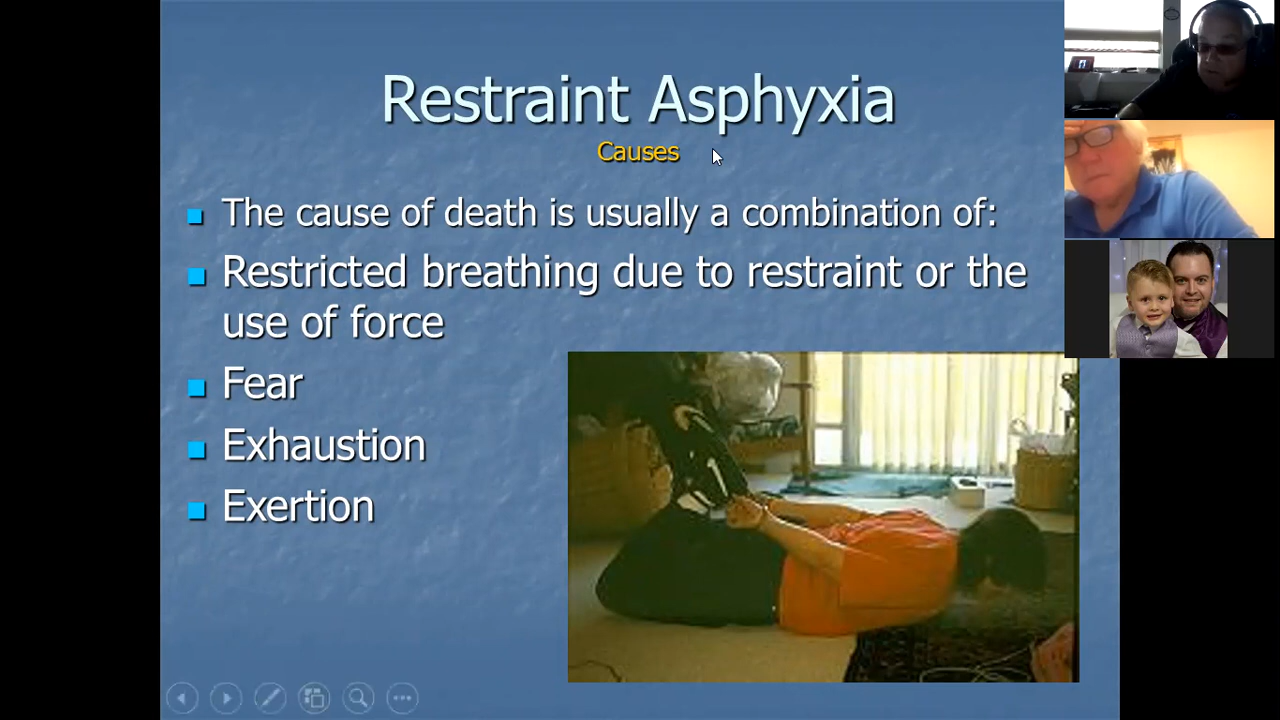 Restraint Asphyxia
Causes
The cause of death is usually a combination of:
Restricted breathing due to restraint or the
use of force
Fear
Exhaustion
Exertion